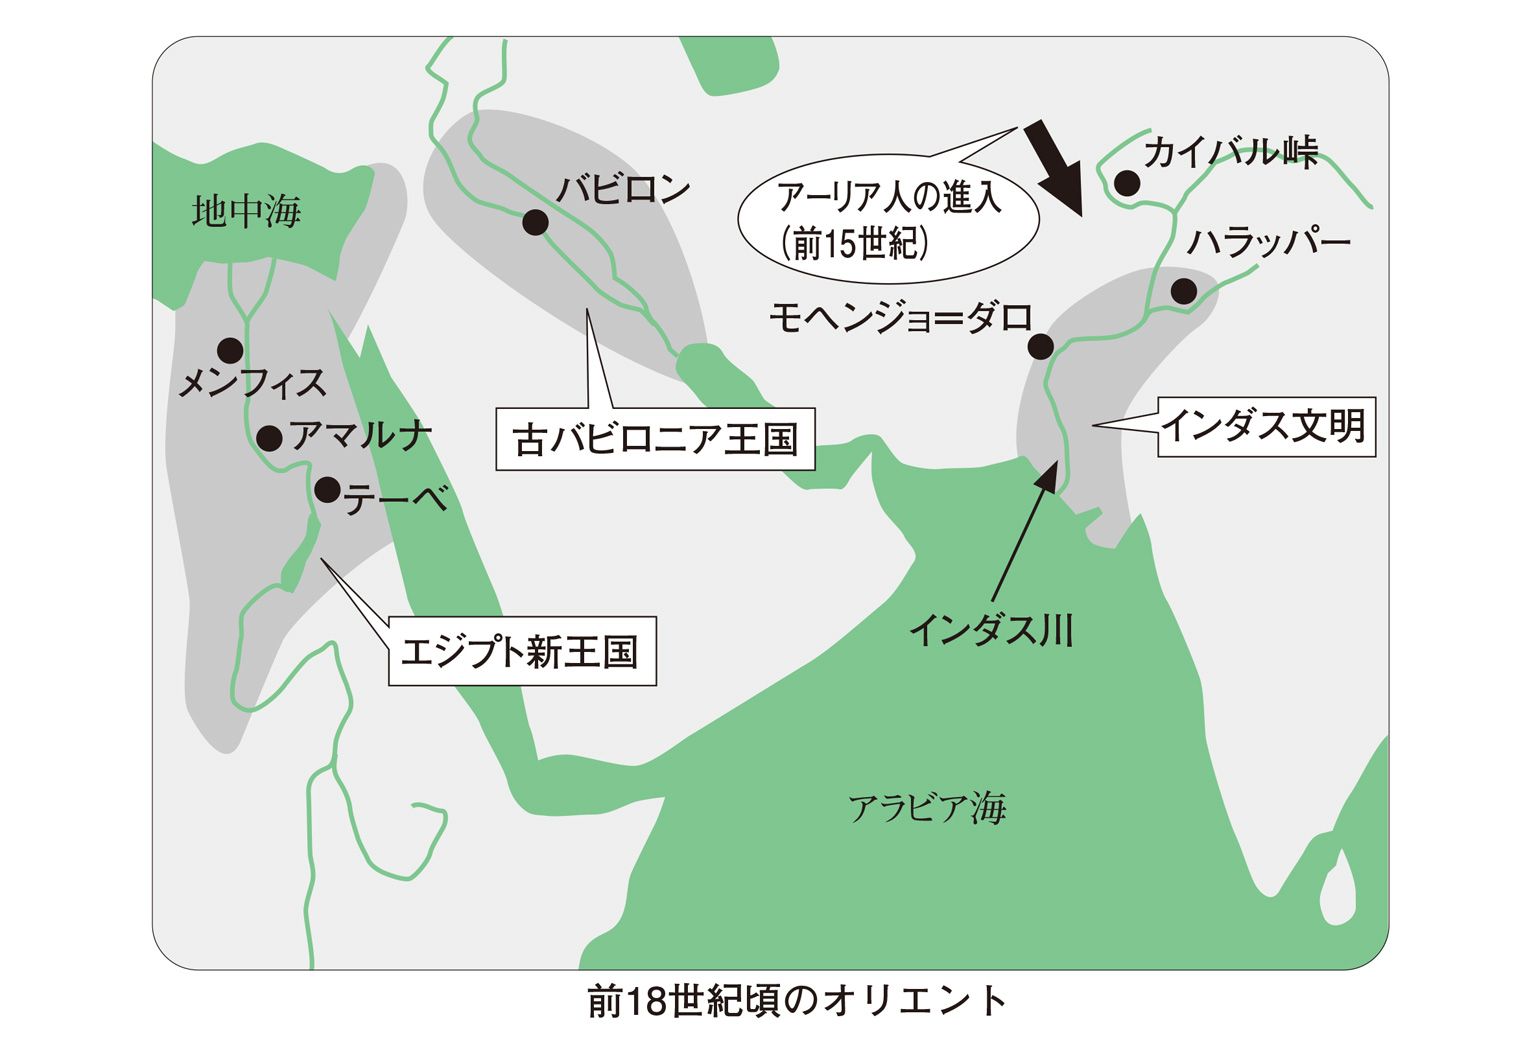 カイバル峠
地中海
バビロン
アーリア人の進入
(前15世紀)
ハラッパー
モヘンジョ=ダロ
メンフィス
アマルナ
古バビロニア王国
インダス文明
テーベ
エジプト新王国
インダス川
アラビア海
前18世紀頃のオリエント